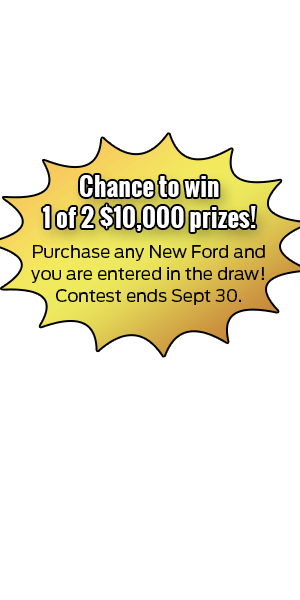 Chance to win
1 of 2 $10,000 prizes!
Purchase any New Ford and
you are entered in the draw!
Contest ends Sept 30.